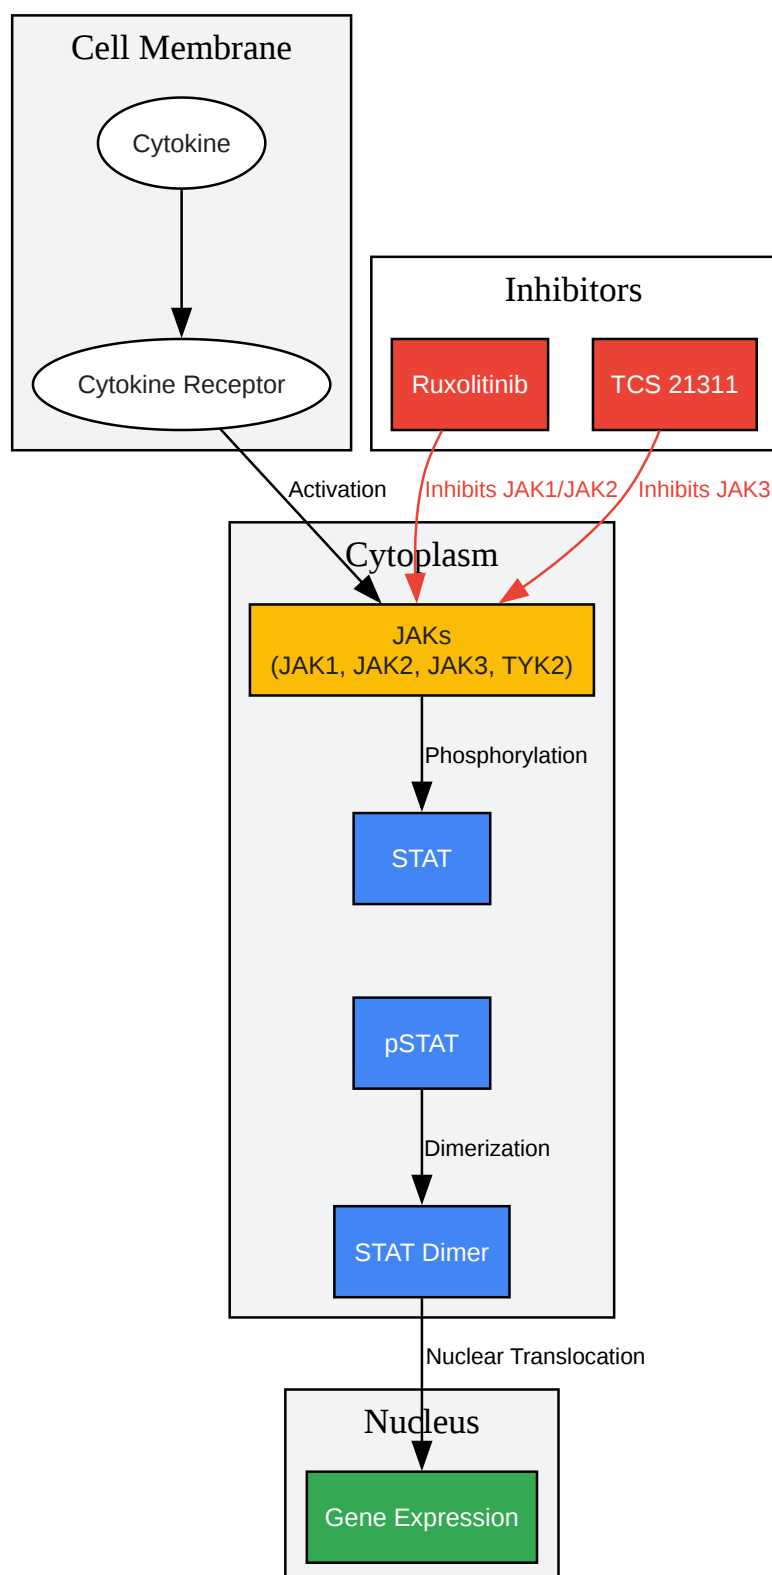 Cell Membrane
Cytokine
Inhibitors
Cytokine Receptor
Ruxolitinib
TCS 21311
Activation
Inhibits JAK1/JAK2
Inhibits JAK3
Cytoplasm
JAKs
(JAK1, JAK2, JAK3, TYK2)
Phosphorylation
STAT
pSTAT
Dimerization
STAT Dimer
Nuclear Translocation
Nucleus
Gene Expression